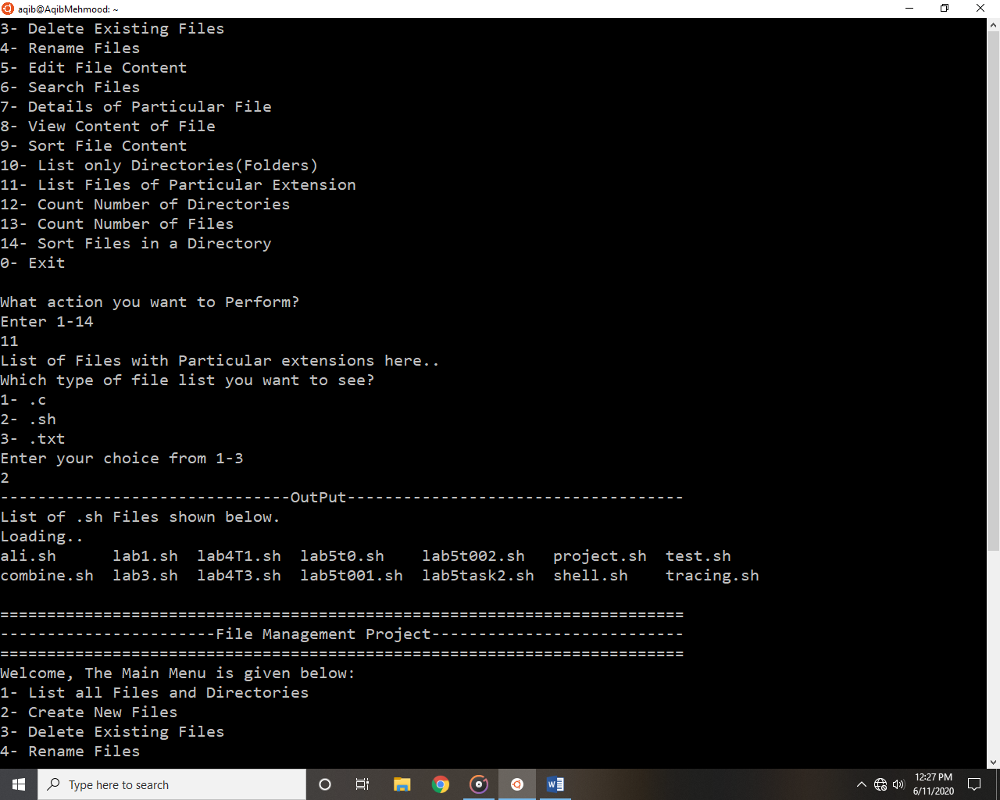 aqib@AqibMehmood: ~
3- Delete Existing Files
4- Rename Files
5- Edit File Content
6- Search Files
7- Details of Particular File
8- View Content of File
9- Sort File Content
10- List only Directories(Folders)
11- List Files of Particular Extension
12- Count Number of Directories
13- Count Number of Files
14- Sort Files in a Directory
0- Exit

What action you want to Perform?
Enter 1-14
11
List of Files with Particular extensions here..
Which type of file list you want to see?
1- .c
2- .sh
3- .txt
Enter your choice from 1-3
2
-------------------------------OutPut------------------------------------
List of .sh Files shown below.
Loading..
ali.sh      lab1.sh  lab4T1.sh  lab5t0.sh    lab5t002.sh   project.sh  test.sh
combine.sh  lab3.sh  lab4T3.sh  lab5t001.sh  lab5task2.sh  shell.sh    tracing.sh

=========================================================================
-----------------------File Management Project---------------------------
=========================================================================
Welcome, The Main Menu is given below:
1- List all Files and Directories
2- Create New Files
3- Delete Existing Files
4- Rename Files
Type here to search
12:27 PM
6/11/2020